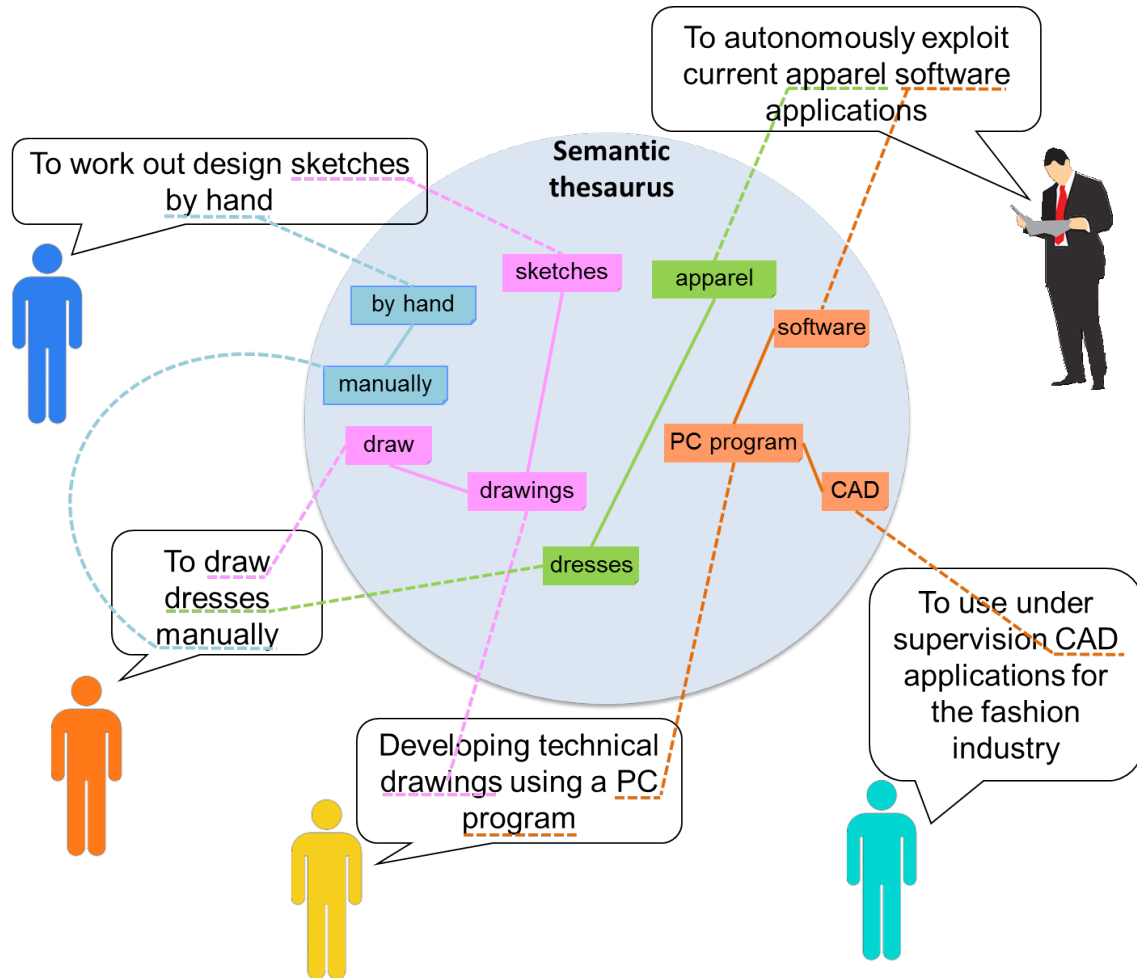 To autonomously exploit
current apparel software
applications
To work out design sketches
by hand
Semantic
thesaurus
sketches
apparel
by hand
software
manually
draw
PC program
drawings
CAD
dresses
To draw
dresses
manually
To use under
supervision CAD
applications for
the fashion
industry
Developing technical
drawings using a PC
program